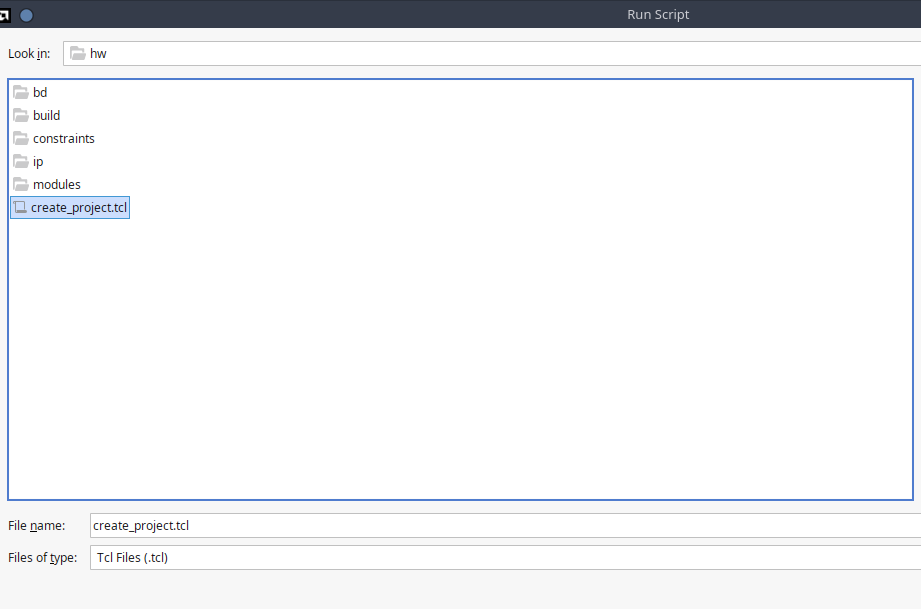 Run Script
Look in: hw
bd
build
constraints
ip
modules
create_project.tcl
File name: create_project.tcl
Files of type: Tcl Files (.tcl)